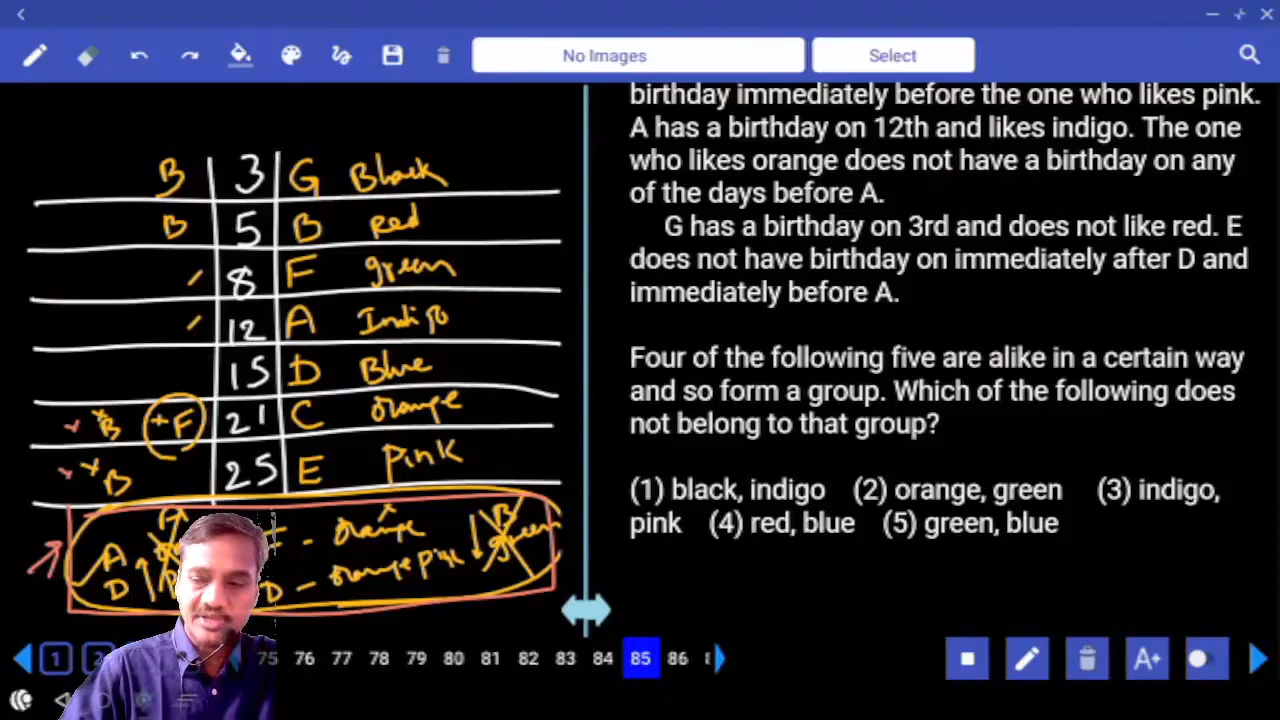 No Images
Select
B 3 G Black
B 5 B Red
8 F green
12 A Indigo
15 D Blue
B +F 21 C orange
B 25 E Pink
A F - orange B
D D - orange pink green
birthday immediately before the one who likes pink.
A has a birthday on 12th and likes indigo. The one
who likes orange does not have a birthday on any
of the days before A.
G has a birthday on 3rd and does not like red. E
does not have birthday on immediately after D and
immediately before A.
Four of the following five are alike in a certain way
and so form a group. Which of the following does
not belong to that group?
(1) black, indigo (2) orange, green (3) indigo,
pink (4) red, blue (5) green, blue
1 2 75 76 77 78 79 80 81 82 83 84 85 86
A+